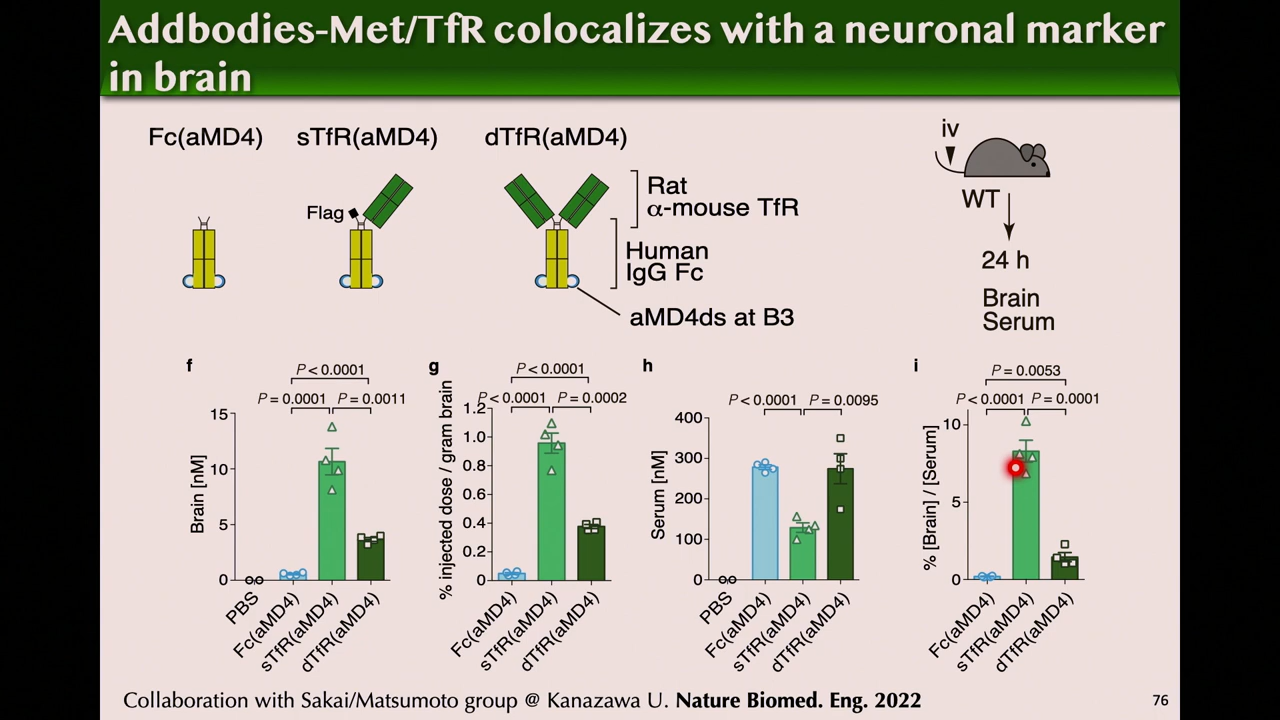 Addbodies-Met/TfR colocalizes with a neuronal marker
in brain
Fc(aMD4)
sTfR(aMD4)
dTfR(aMD4)
Flag
Rat
α-mouse TfR
Human
IgG Fc
aMD4ds at B3
iv
WT
24 h
Brain
Serum
f
P < 0.0001
P = 0.0001
P = 0.0011
Brain [nM]
15
10
5
0
PBS
Fc(aMD4)
sTfR(aMD4)
dTfR(aMD4)
g
P < 0.0001
P < 0.0001
P = 0.0002
% injected dose / gram brain
1.2
1.0
0.8
0.6
0.4
0.2
0
Fc(aMD4)
sTfR(aMD4)
dTfR(aMD4)
h
P < 0.0001
P = 0.0095
Serum [nM]
400
300
200
100
0
PBS
Fc(aMD4)
sTfR(aMD4)
dTfR(aMD4)
i
P = 0.0053
P < 0.0001
P = 0.0001
% [Brain] / [Serum]
10
5
0
Fc(aMD4)
sTfR(aMD4)
dTfR(aMD4)
Collaboration with Sakai/Matsumoto group @ Kanazawa U. Nature Biomed. Eng. 2022
76